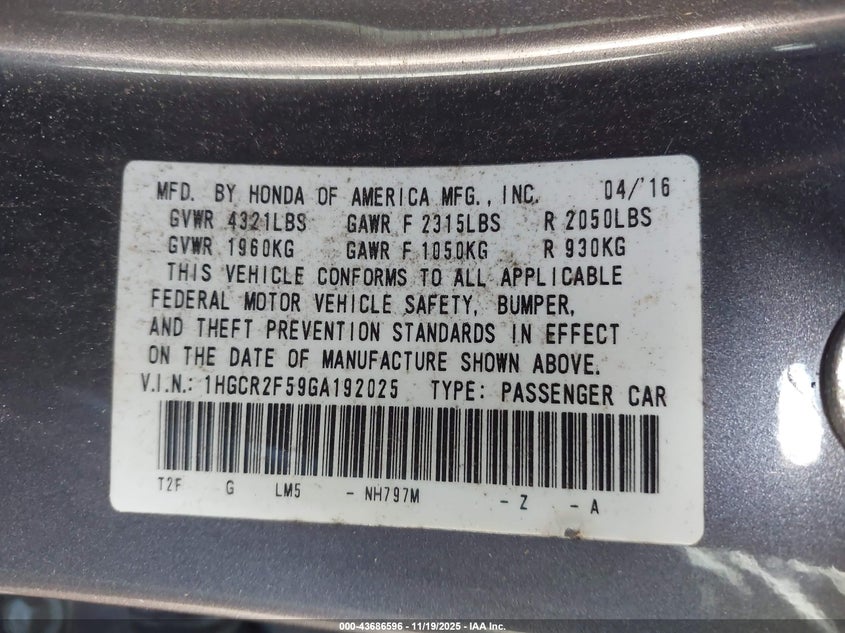 MFD. BY HONDA OF AMERICA MFG., INC. 04/'16
GVWR 4321LBS GAWR F 2315LBS R 2050LBS
GVWR 1960KG GAWR F 1050KG R 930KG
THIS VEHICLE CONFORMS TO ALL APPLICABLE
FEDERAL MOTOR VEHICLE SAFETY, BUMPER,
AND THEFT PREVENTION STANDARDS IN EFFECT
ON THE DATE OF MANUFACTURE SHOWN ABOVE.
V.I.N.: 1HGCR2F59GA192025 TYPE: PASSENGER CAR
T2F G LM5 - NH797M - Z - A
000-43686596 - 11/19/2025 - IAA Inc.